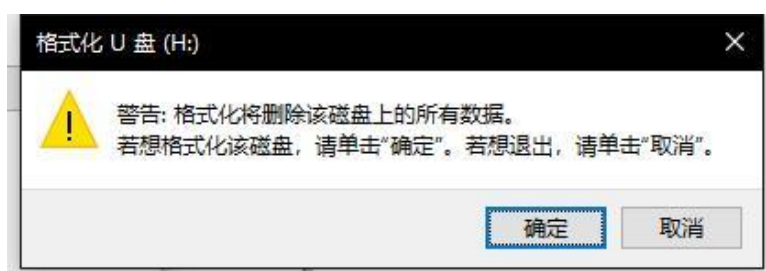 格式化 U 盘 (H:)
警告: 格式化将删除该磁盘上的所有数据。
若想格式化该磁盘，请单击“确定”。若想退出，请单击“取消”。
确定
取消